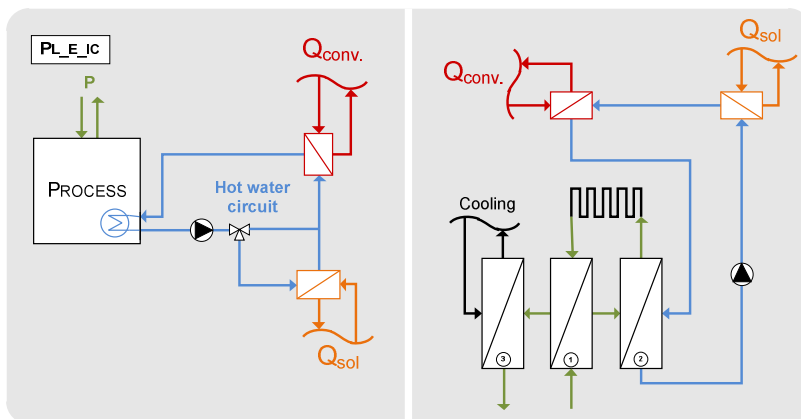 PL_E_IC
Qconv.
P
PROCESS
Hot water
circuit
Qsol
Qsol
Qconv.
Cooling
3
1
2